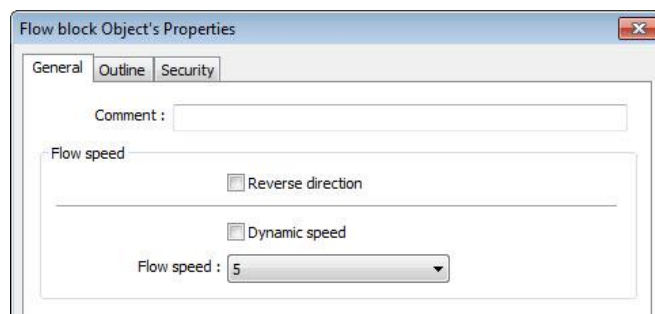 Flow block Object's Properties
General Outline Security
Comment :
Flow speed
Reverse direction
Dynamic speed
Flow speed : 5